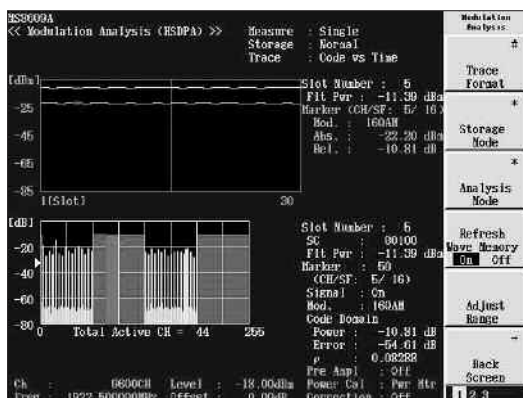 MS8609A
<< Modulation Analysis (HSDPA) >>
Measure : Single
Storage : Normal
Trace : Code vs Time
Modulation
Analysis
#
Trace
Format
*
Storage
Mode
*
Analysis
Mode
Refresh
Wave Memory
On Off
Adjust
Range
→
Back
Screen
1 2 3
[dBm]
-25
-45
-65
-85
1[Slot]
30
Slot Number : 5
Flt Pwr : -11.39 dBm
Marker (CH/SF: 5/ 16)
Mod. : 16QAM
Abs. : -22.20 dBm
Rel. : -10.81 dB
[dB]
-20
-40
-60
-80
0
Total Active CH = 44
255
Slot Number : 5
SC : 00100
Flt Pwr : -11.39 dBm
Marker : 50
(CH/SF: 5/ 16)
Signal : On
Mod. : 16QAM
Code Domain
Power : -10.81 dB
Error : -54.61 dB
ρ : 0.08288
Pre Ampl : Off
Ch : 6600CH Level : -18.00dBm Power Cal : Pwr Mtr
Freq : 1922.500000MHz Offset : 0.00dB Correction : Off